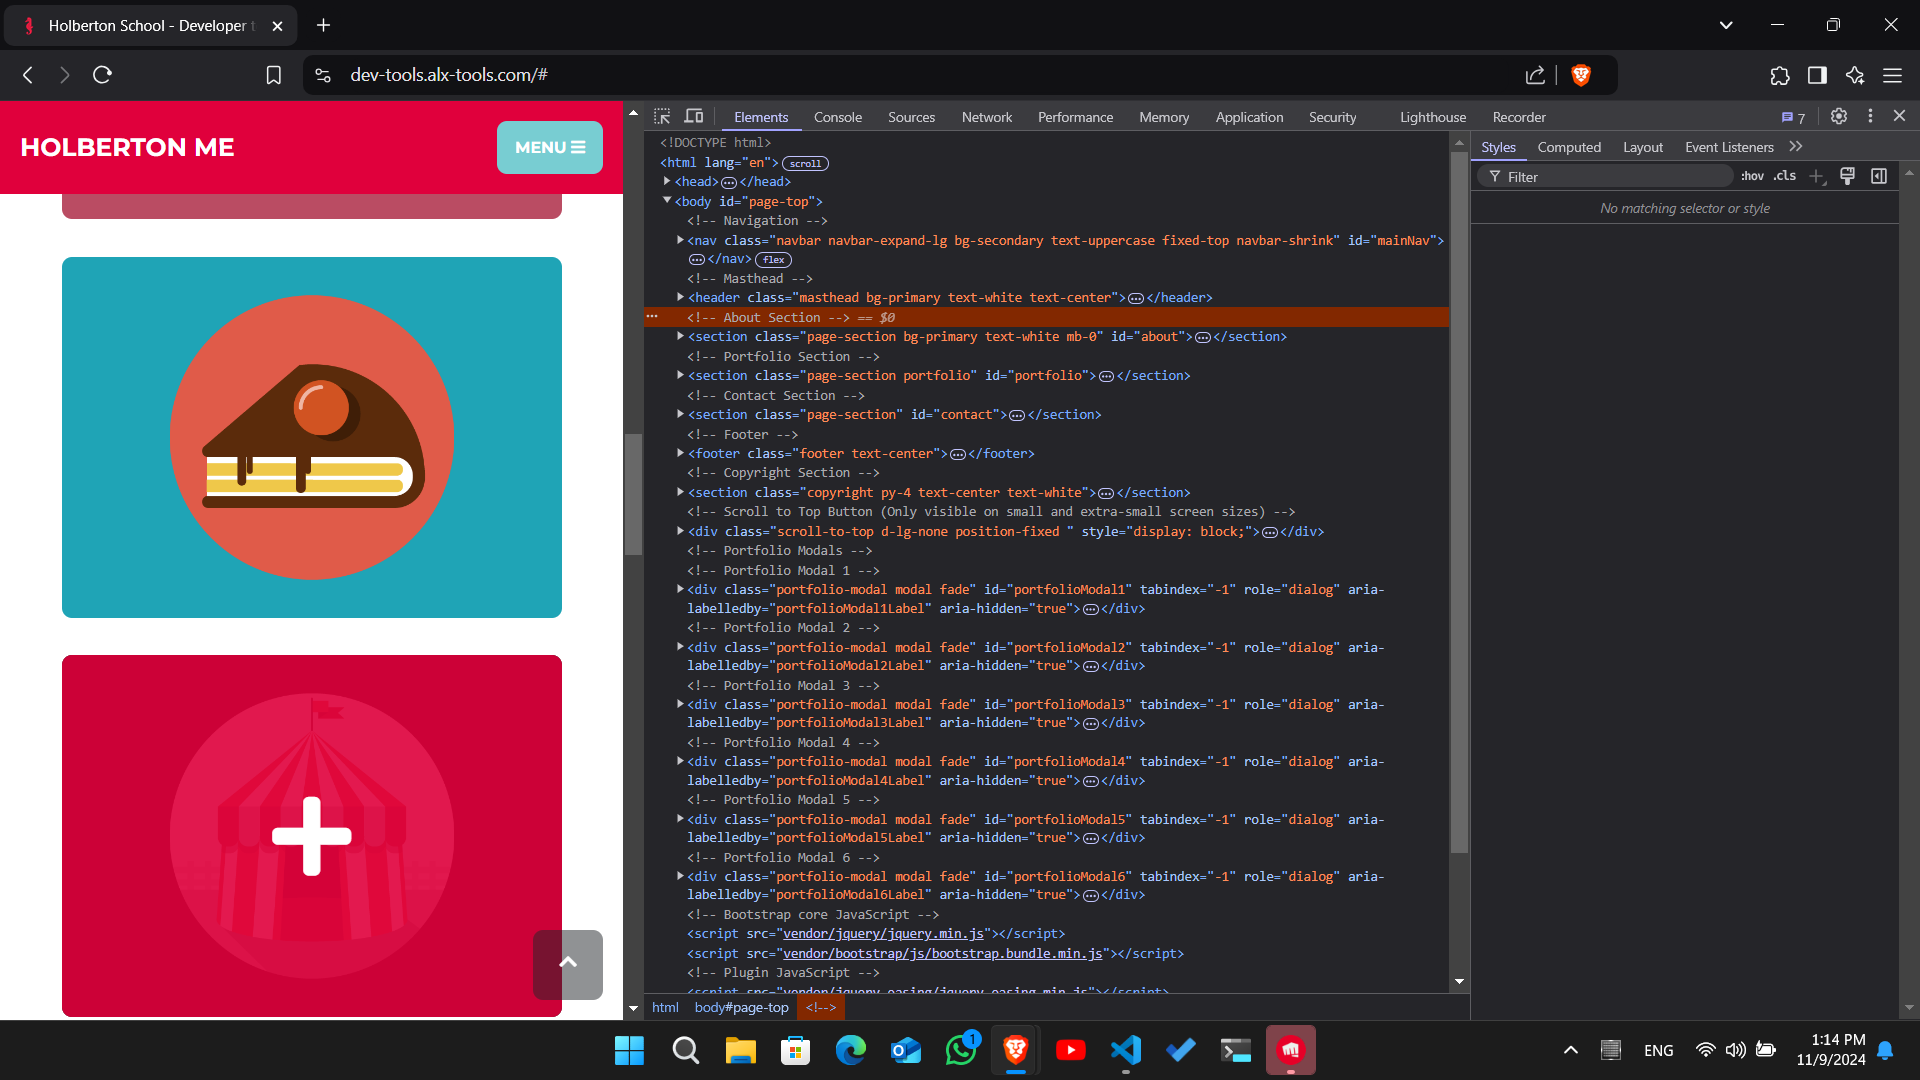 Holberton School - Developer t
dev-tools.alx-tools.com/#
HOLBERTON ME
MENU
Elements Console Sources Network Performance Memory Application Security Lighthouse Recorder 7
<!DOCTYPE html>
<html lang="en"> scroll
<head> </head>
<body id="page-top">
<!-- Navigation -->
<nav class="navbar navbar-expand-lg bg-secondary text-uppercase fixed-top navbar-shrink" id="mainNav">
</nav> flex
<!-- Masthead -->
<header class="masthead bg-primary text-white text-center"> </header>
<!-- About Section --> == $0
<section class="page-section bg-primary text-white mb-0" id="about"> </section>
<!-- Portfolio Section -->
<section class="page-section portfolio" id="portfolio"> </section>
<!-- Contact Section -->
<section class="page-section" id="contact"> </section>
<!-- Footer -->
<footer class="footer text-center"> </footer>
<!-- Copyright Section -->
<section class="copyright py-4 text-center text-white"> </section>
<!-- Scroll to Top Button (Only visible on small and extra-small screen sizes) -->
<div class="scroll-to-top d-lg-none position-fixed " style="display: block;"> </div>
<!-- Portfolio Modals -->
<!-- Portfolio Modal 1 -->
<div class="portfolio-modal modal fade" id="portfolioModal1" tabindex="-1" role="dialog" aria-
labelledby="portfolioModal1Label" aria-hidden="true"> </div>
<!-- Portfolio Modal 2 -->
<div class="portfolio-modal modal fade" id="portfolioModal2" tabindex="-1" role="dialog" aria-
labelledby="portfolioModal2Label" aria-hidden="true"> </div>
<!-- Portfolio Modal 3 -->
<div class="portfolio-modal modal fade" id="portfolioModal3" tabindex="-1" role="dialog" aria-
labelledby="portfolioModal3Label" aria-hidden="true"> </div>
<!-- Portfolio Modal 4 -->
<div class="portfolio-modal modal fade" id="portfolioModal4" tabindex="-1" role="dialog" aria-
labelledby="portfolioModal4Label" aria-hidden="true"> </div>
<!-- Portfolio Modal 5 -->
<div class="portfolio-modal modal fade" id="portfolioModal5" tabindex="-1" role="dialog" aria-
labelledby="portfolioModal5Label" aria-hidden="true"> </div>
<!-- Portfolio Modal 6 -->
<div class="portfolio-modal modal fade" id="portfolioModal6" tabindex="-1" role="dialog" aria-
labelledby="portfolioModal6Label" aria-hidden="true"> </div>
<!-- Bootstrap core JavaScript -->
<script src="vendor/jquery/jquery.min.js"></script>
<script src="vendor/bootstrap/js/bootstrap.bundle.min.js"></script>
<!-- Plugin JavaScript -->
<script src="vendor/jquery-easing/jquery.easing.min.js"></script>
html body#page-top <!-->
Styles Computed Layout Event Listeners
Filter :hov .cls
No matching selector or style
1
ENG
1:14 PM
11/9/2024